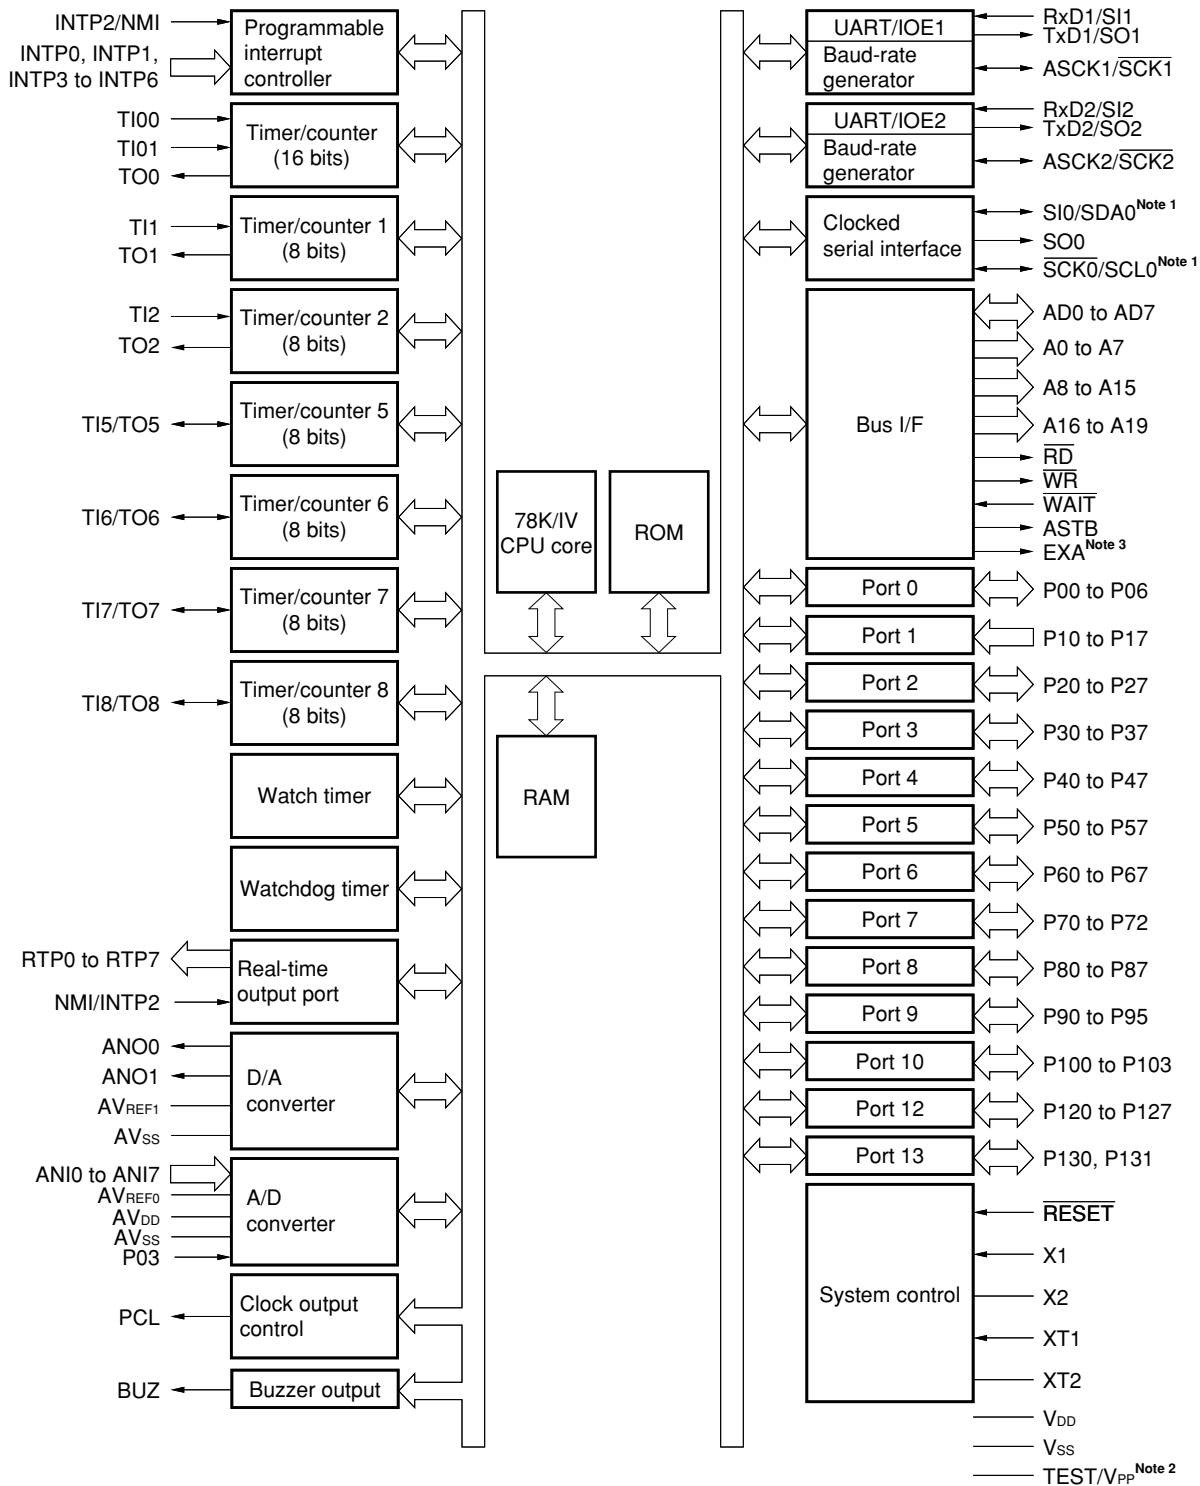 INTP2/NMI
INTP0, INTP1,
INTP3 to INTP6
Programmable
interrupt
controller
TI00
TI01
TO0
Timer/counter
(16 bits)
TI1
TO1
Timer/counter 1
(8 bits)
TI2
TO2
Timer/counter 2
(8 bits)
TI5/TO5
Timer/counter 5
(8 bits)
TI6/TO6
Timer/counter 6
(8 bits)
TI7/TO7
Timer/counter 7
(8 bits)
TI8/TO8
Timer/counter 8
(8 bits)
Watch timer
Watchdog timer
RTP0 to RTP7
NMI/INTP2
Real-time
output port
ANO0
ANO1
AVREF1
AVSS
D/A
converter
ANI0 to ANI7
AVREF0
AVDD
AVSS
P03
A/D
converter
PCL
Clock output
control
BUZ
Buzzer output
78K/IV
CPU core
ROM
RAM
UART/IOE1
Baud-rate
generator
RxD1/SI1
TxD1/SO1
ASCK1/SCK1
UART/IOE2
Baud-rate
generator
RxD2/SI2
TxD2/SO2
ASCK2/SCK2
Clocked
serial interface
SI0/SDA0Note 1
SO0
SCK0/SCL0Note 1
Bus I/F
AD0 to AD7
A0 to A7
A8 to A15
A16 to A19
RD
WR
WAIT
ASTB
EXANote 3
Port 0
P00 to P06
Port 1
P10 to P17
Port 2
P20 to P27
Port 3
P30 to P37
Port 4
P40 to P47
Port 5
P50 to P57
Port 6
P60 to P67
Port 7
P70 to P72
Port 8
P80 to P87
Port 9
P90 to P95
Port 10
P100 to P103
Port 12
P120 to P127
Port 13
P130, P131
System control
RESET
X1
X2
XT1
XT2
VDD
VSS
TEST/VPPNote 2